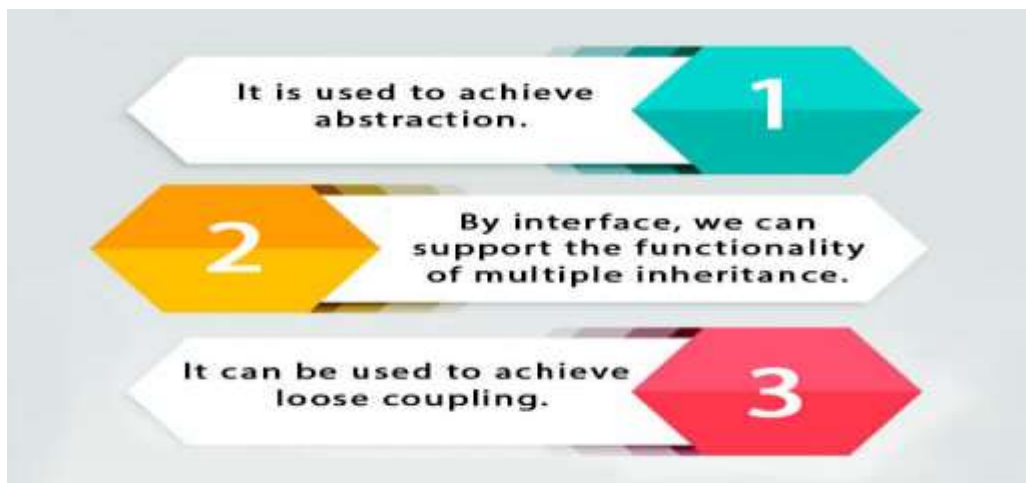 It is used to achieve
abstraction.
1
2
By interface, we can
support the functionality
of multiple inheritance.
It can be used to achieve
loose coupling.
3